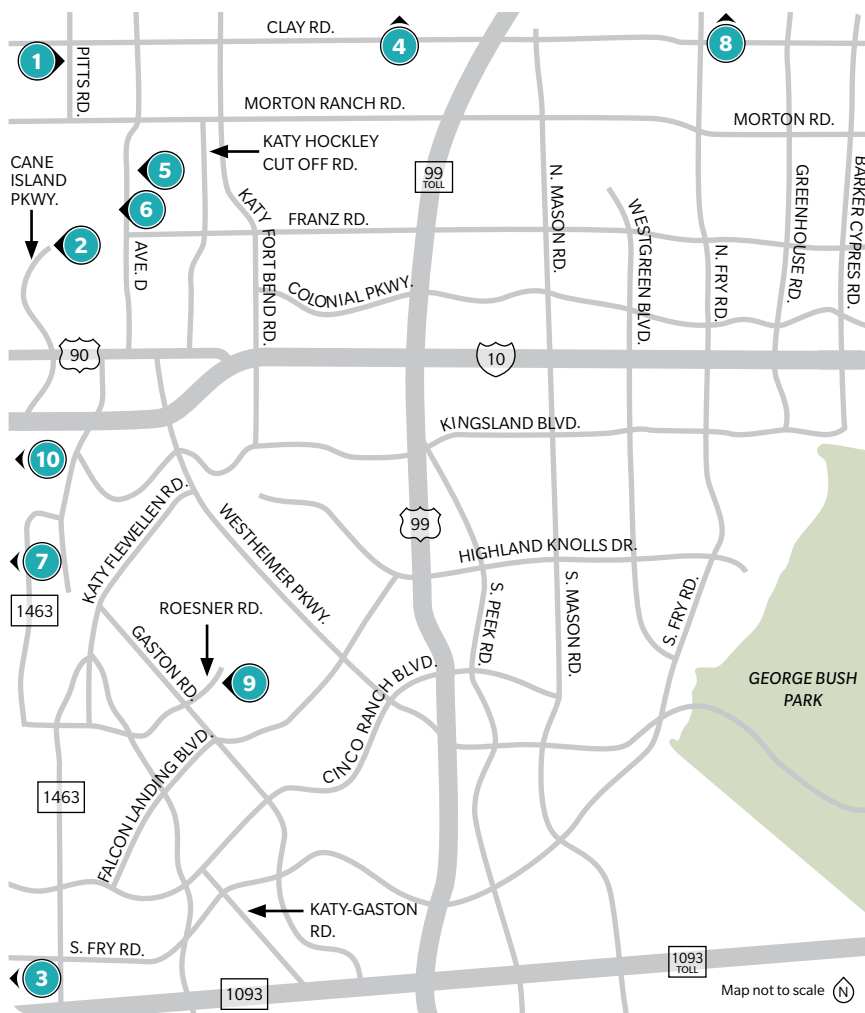 CLAY RD.
4
8
1
PITTS RD.
MORTON RANCH RD.
MORTON RD.
KATY HOCKLEY
CUT OFF RD.
CANE
ISLAND
PKWY.
5
99
TOLL
6
2
AVE. D
KATY FORT BEND RD.
FRANZ RD.
N. MASON RD.
WESTGREEN BLVD.
N. FRY RD.
GREENHOUSE RD.
BARKER CYPRES RD.
COLONIAL PKWY.
90
10
KINGSLAND BLVD.
10
KATY FLEWELLEN RD.
WESTHEIMER PKWY.
99
HIGHLAND KNOLLS DR.
7
1463
ROESNER RD.
GASTON RD.
9
S. PEEK RD.
S. MASON RD.
S. FRY RD.
GEORGE BUSH
PARK
CINCO RANCH BLVD.
1463
FALCON LANDING BLVD.
KATY-GASTON
RD.
S. FRY RD.
3
1093
1093
TOLL
Map not to scale
N